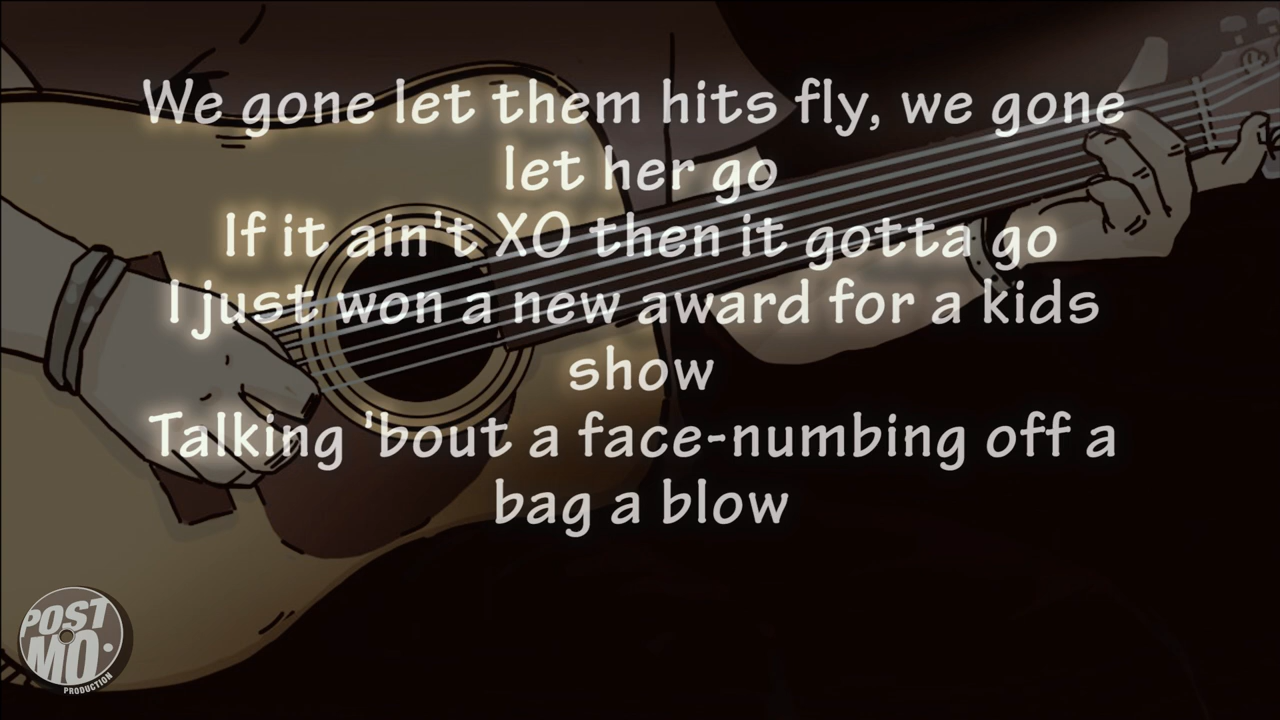 We gone let them hits fly, we gone
let her go
If it ain't XO then it gotta go
I just won a new award for a kids
show
Talking 'bout a face-numbing off a
bag a blow
POST
MO.
PRODUCTION